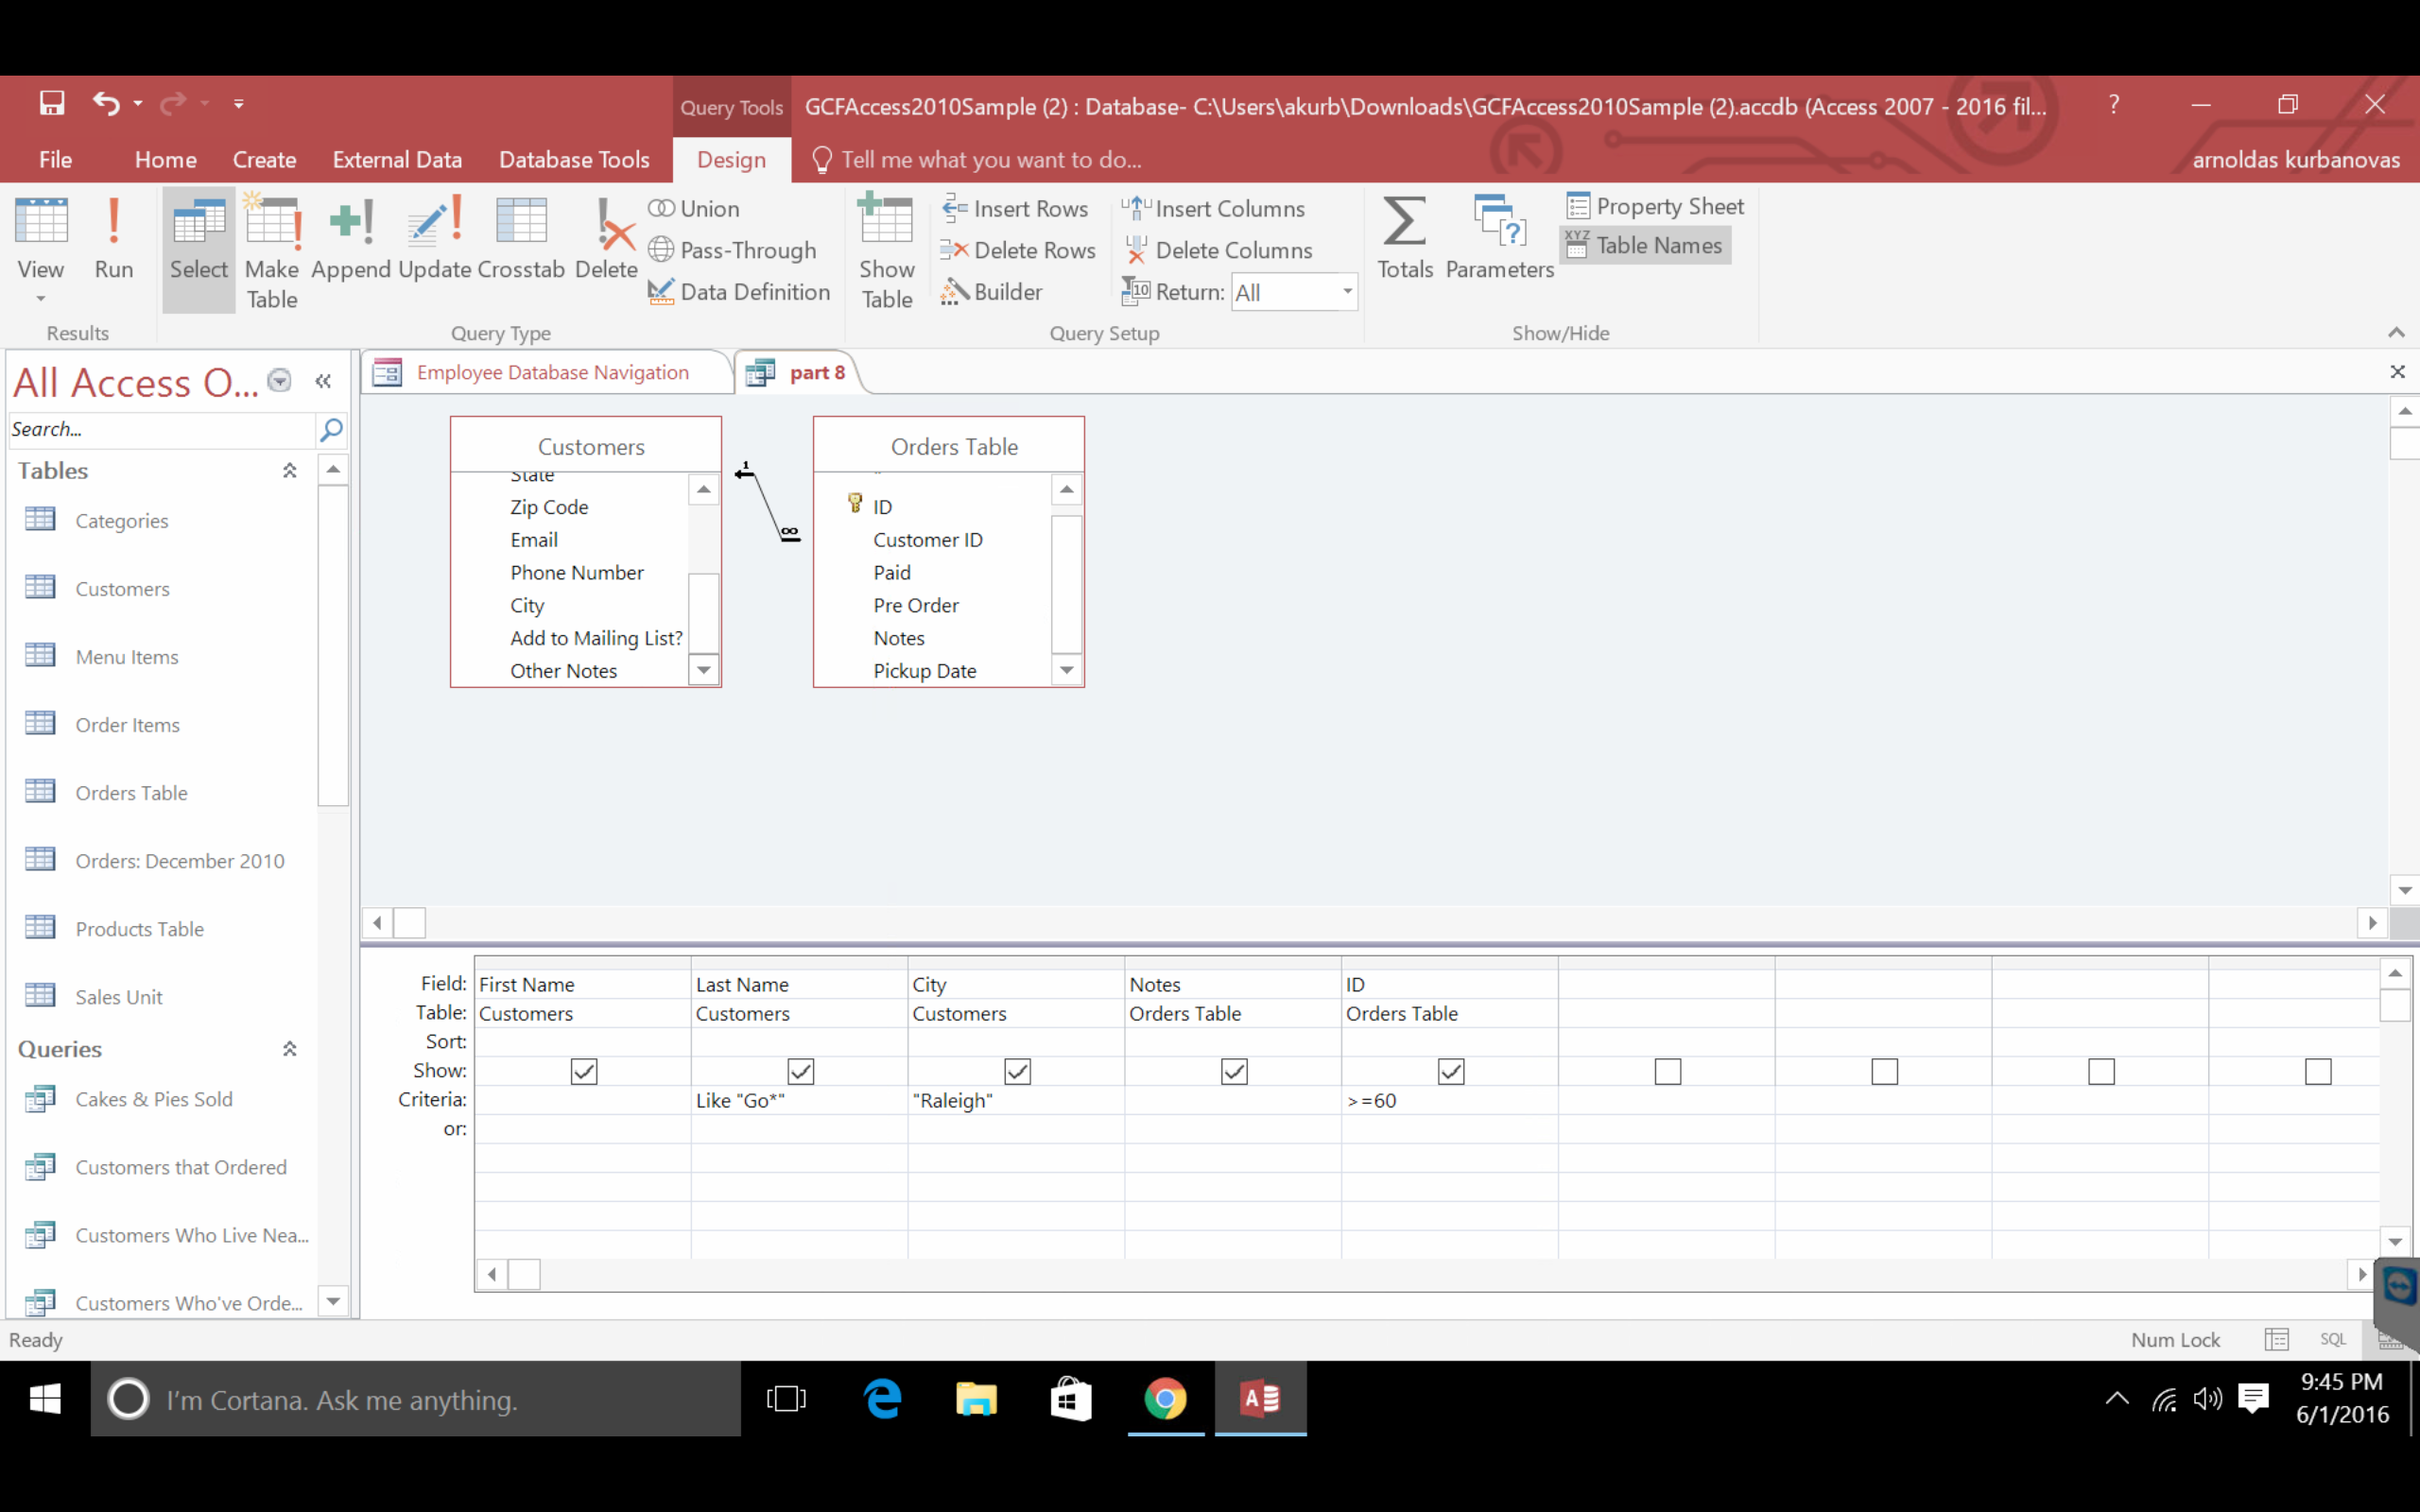 Query Tools GCFAccess2010Sample (2) : Database- C:\Users\akurb\Downloads\GCFAccess2010Sample (2).accdb (Access 2007 - 2016 fil... ?
File Home Create External Data Database Tools Design Tell me what you want to do... arnoldas kurbanovas
View Run Select Make Table Append Update Crosstab Delete
Union
Pass-Through
Data Definition
Show Table
Insert Rows
Delete Rows
Builder
Insert Columns
Delete Columns
Return: All
Totals Parameters
Property Sheet
Table Names
Results Query Type Query Setup Show/Hide
All Access O...
Search...
Tables
Categories
Customers
Menu Items
Order Items
Orders Table
Orders: December 2010
Products Table
Sales Unit
Queries
Cakes & Pies Sold
Customers that Ordered
Customers Who Live Nea...
Customers Who've Orde...
Employee Database Navigation part 8
Customers
State
Zip Code
Email
Phone Number
City
Add to Mailing List?
Other Notes
1
∞
Orders Table
ID
Customer ID
Paid
Pre Order
Notes
Pickup Date
Field: First Name Last Name City Notes ID
Table: Customers Customers Customers Orders Table Orders Table
Sort:
Show:
Criteria: Like "Go*" "Raleigh" >=60
or:
Ready Num Lock SQL
I'm Cortana. Ask me anything.
9:45 PM
6/1/2016